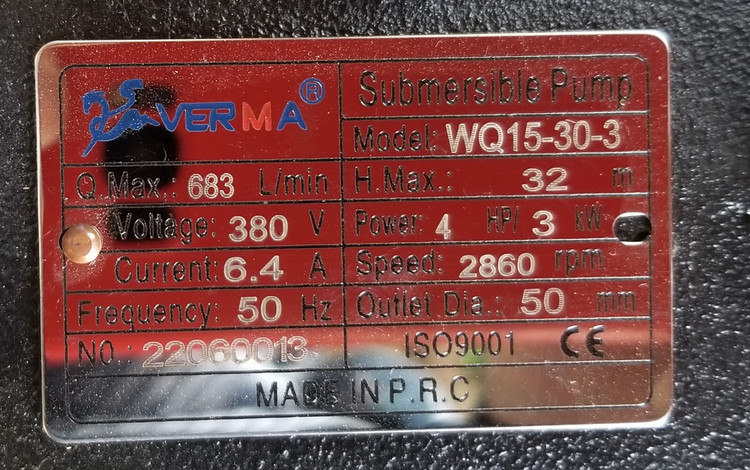 VERMA®
Submersible Pump
Model: WQ15-30-3
Q.Max.: 683 L/min H.Max.: 32 m
Voltage: 380 V Power: 4 HP/ 3 kW
Current: 6.4 A Speed: 2860 rpm
Frequency: 50 Hz Outlet Dia.: 50 mm
NO: 22060013 ISO9001 CE
MADE IN P.R.C